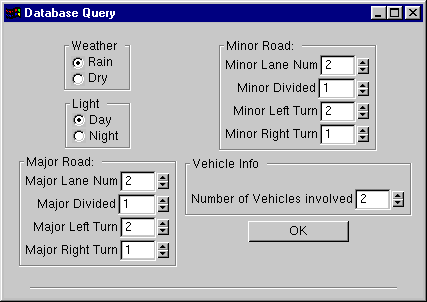 Database Query
Weather
Rain
Dry
Light
Day
Night
Major Road:
Major Lane Num 2
Major Divided 1
Major Left Turn 2
Major Right Turn 1
Minor Road:
Minor Lane Num 2
Minor Divided 1
Minor Left Turn 2
Minor Right Turn 1
Vehicle Info
Number of Vehicles involved 2
OK